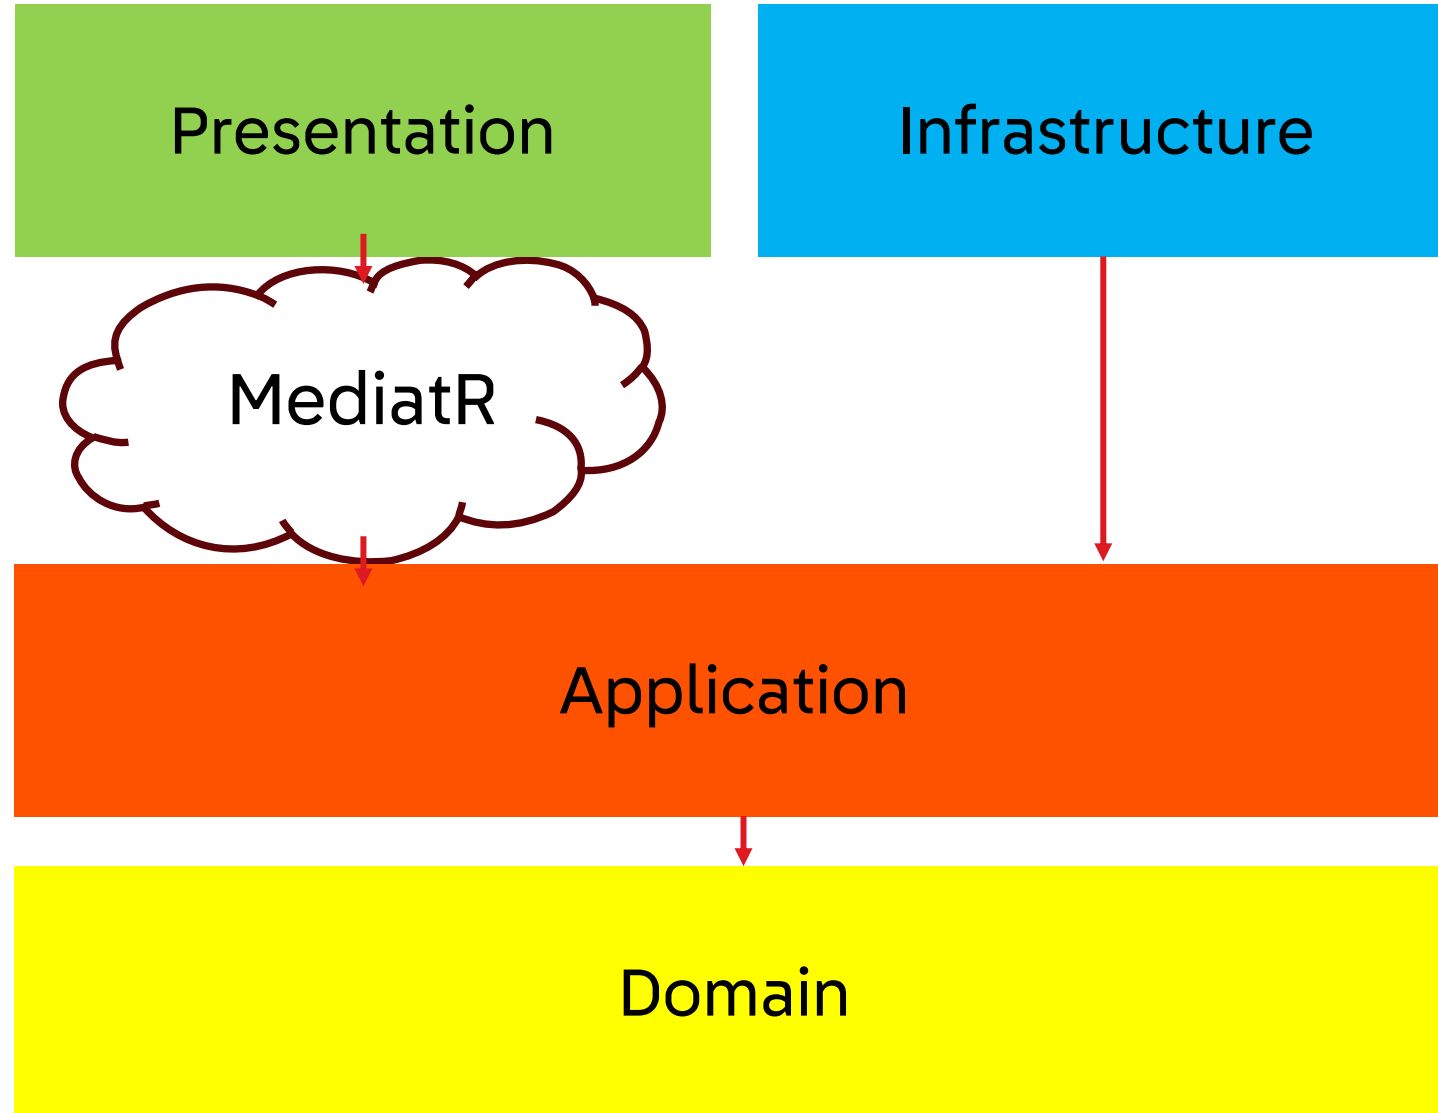 Presentation
Infrastructure
MediatR
Application
Domain